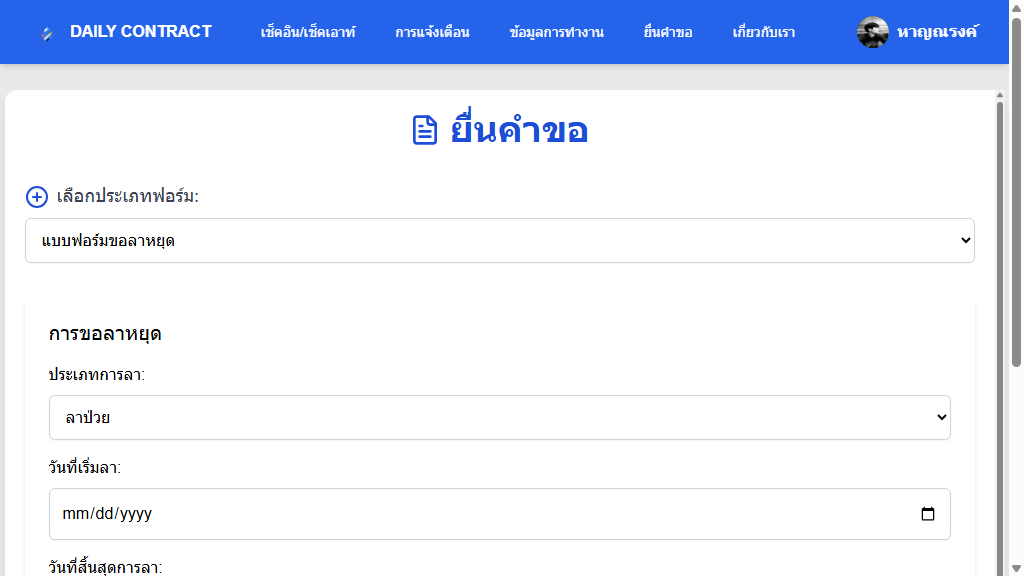 DAILY CONTRACT เช็คอิน/เช็คเอาท์ การแจ้งเตือน ข้อมูลการทำงาน ยื่นคำขอ เกี่ยวกับเรา หาญณรงค์
ยื่นคำขอ
เลือกประเภทฟอร์ม:
แบบฟอร์มขอลาหยุด
การขอลาหยุด
ประเภทการลา:
ลาป่วย
วันที่เริ่มลา:
mm/dd/yyyy
วันที่สิ้นสุดการลา: